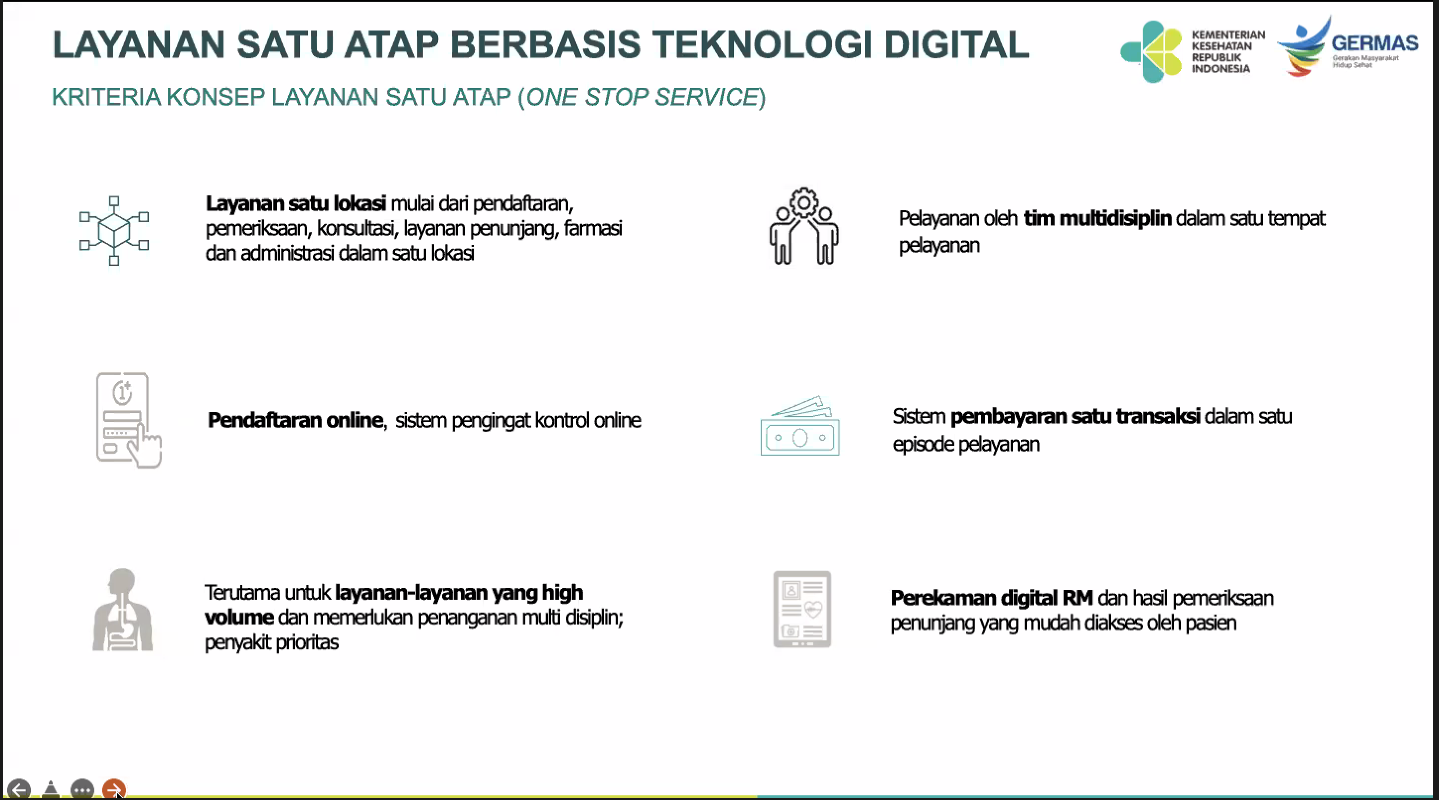 LAYANAN SATU ATAP BERBASIS TEKNOLOGI DIGITAL
KRITERIA KONSEP LAYANAN SATU ATAP (ONE STOP SERVICE)
KEMENTERIAN
KESEHATAN
REPUBLIK
INDONESIA
GERMAS
Gerakan Masyarakat
Hidup Sehat
Layanan satu lokasi mulai dari pendaftaran,
pemeriksaan, konsultasi, layanan penunjang, farmasi
dan administrasi dalam satu lokasi
Pelayanan oleh tim multidisiplin dalam satu tempat
pelayanan
Pendaftaran online, sistem pengingat kontrol online
Sistem pembayaran satu transaksi dalam satu
episode pelayanan
Terutama untuk layanan-layanan yang high
volume dan memerlukan penanganan multi disiplin;
penyakit prioritas
Perekaman digital RM dan hasil pemeriksaan
penunjang yang mudah diakses oleh pasien